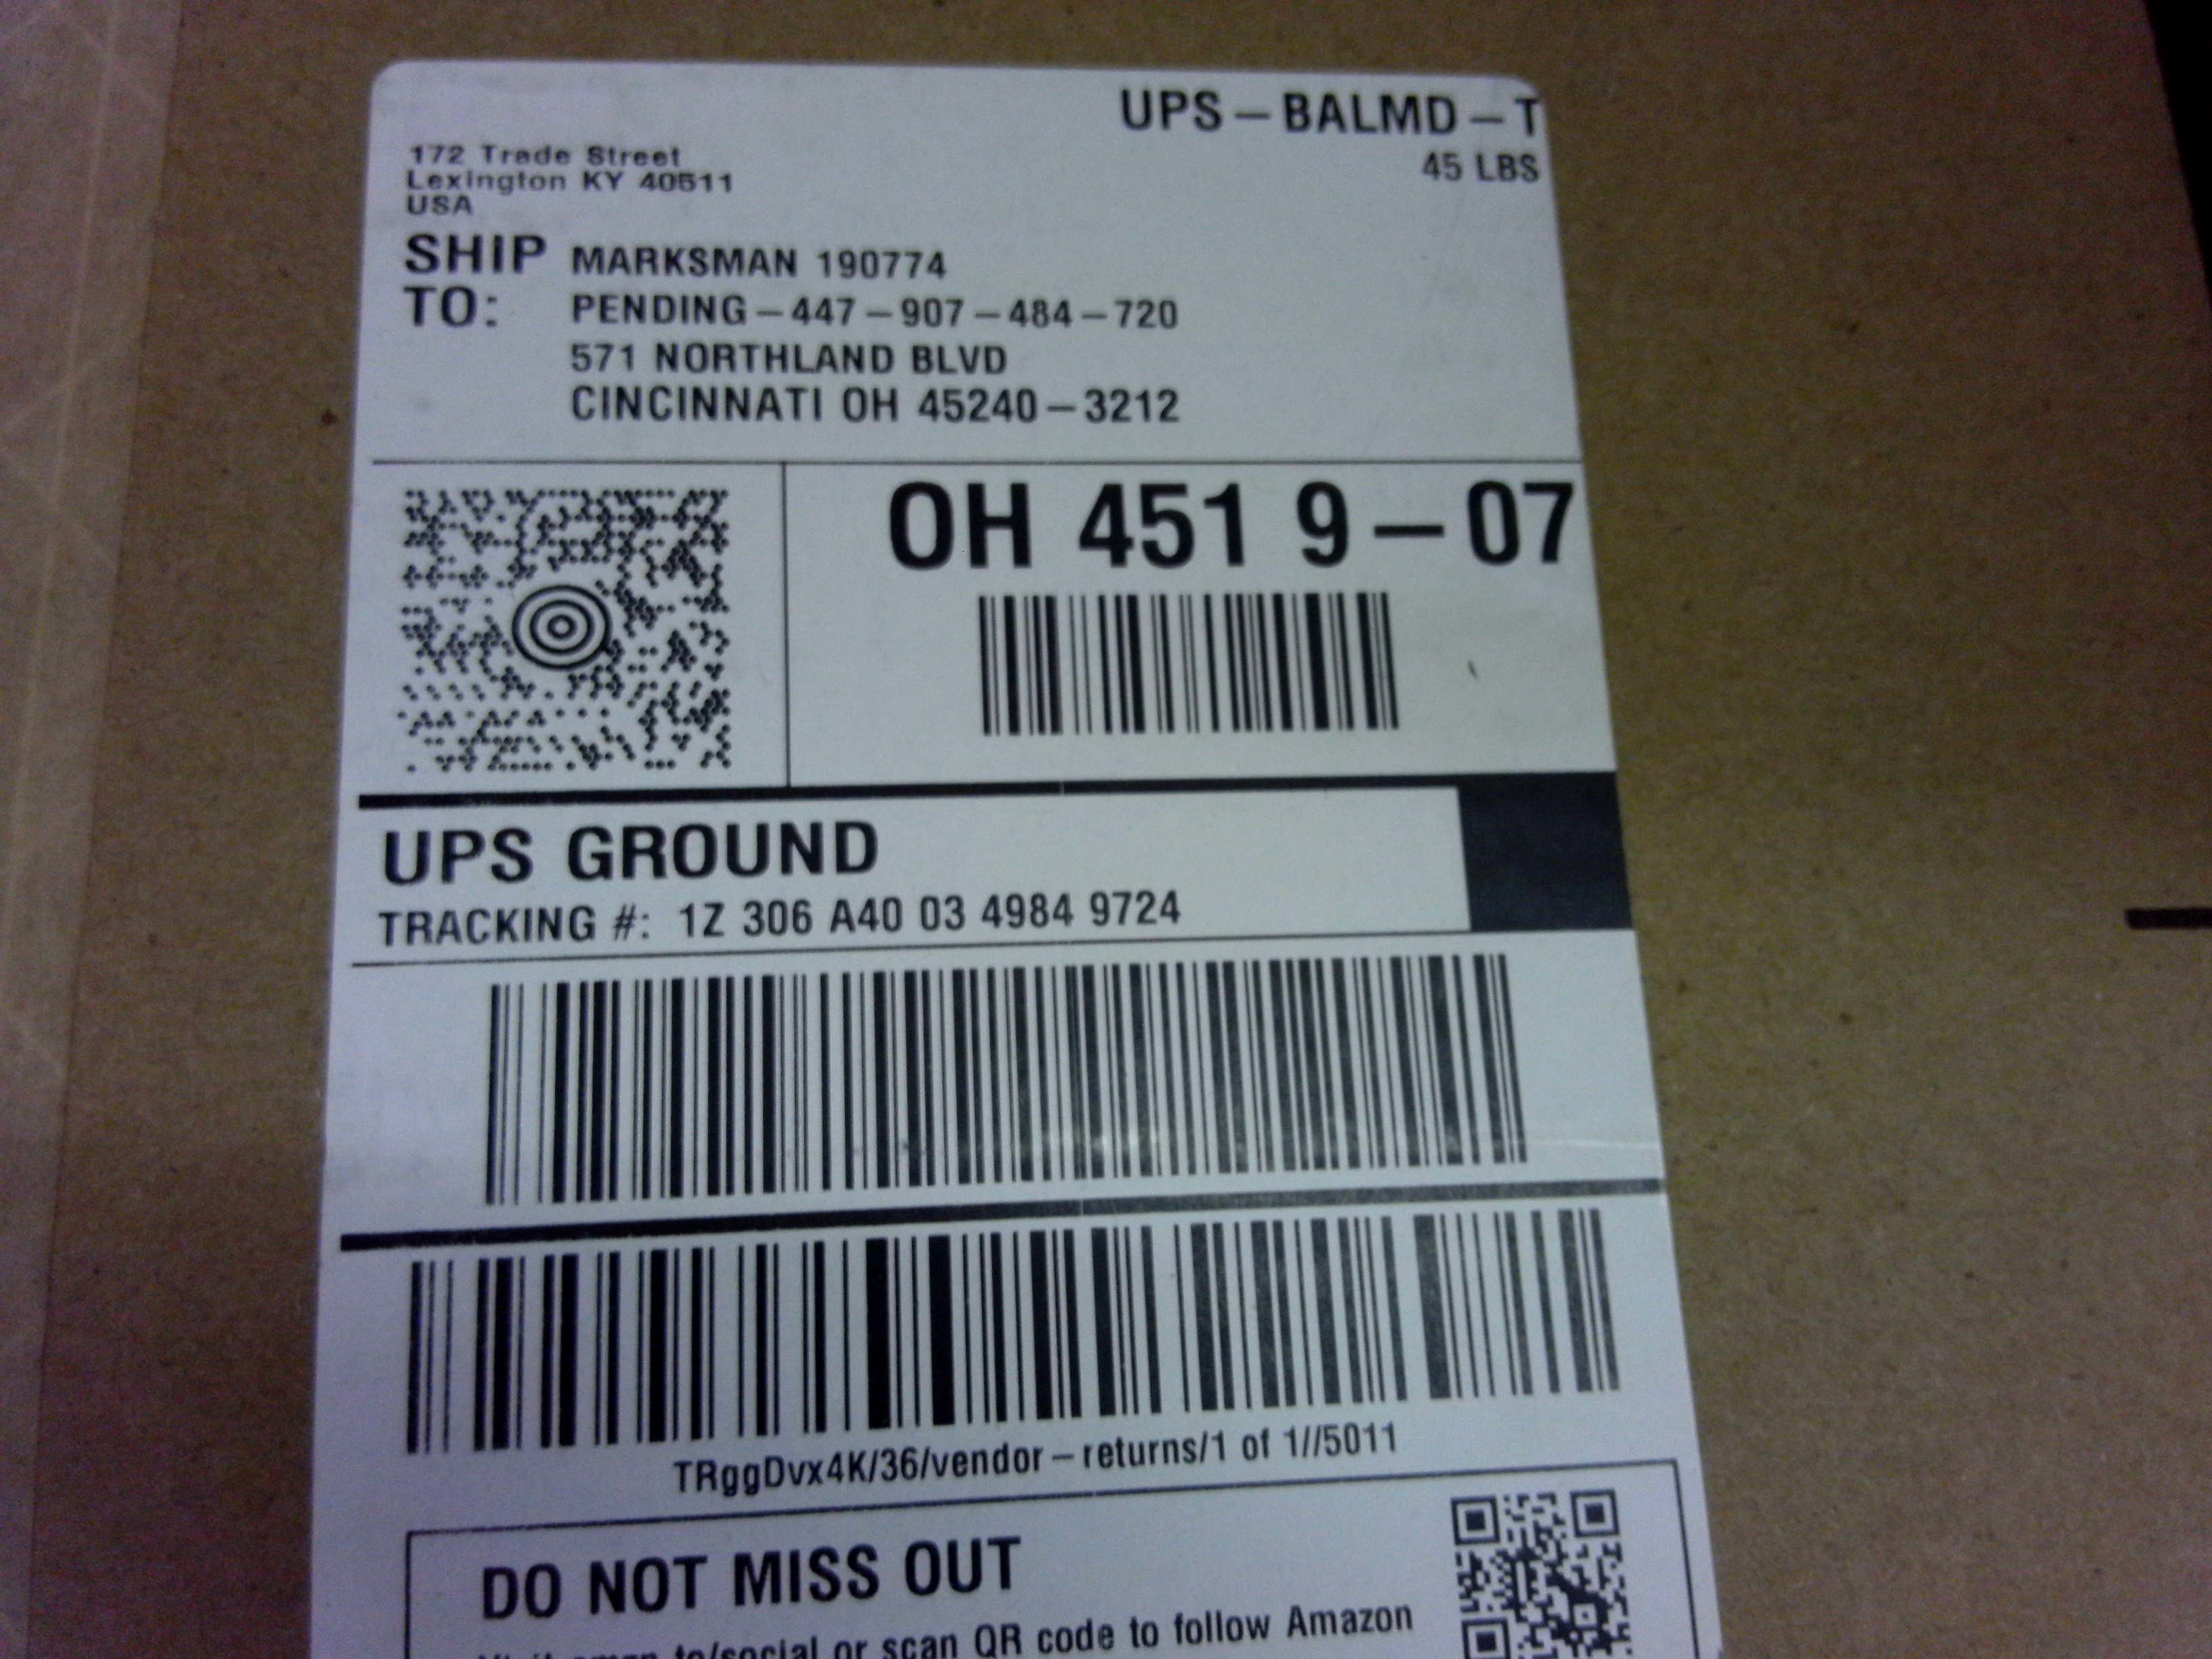 UPS – BALMD – T
45 LBS
172 Trade Street
Lexington KY 40511
USA
SHIP TO:
MARKSMAN 190774
PENDING – 447 – 907 – 484 – 720
571 NORTHLAND BLVD
CINCINNATI OH 45240 – 3212
OH 451 9 – 07
UPS GROUND
TRACKING #: 1Z 306 A40 03 4984 9724
TRggDvx4K/36/vendor – returns/1 of 1//5011
DO NOT MISS OUT
to/social or scan QR code to follow Amazon